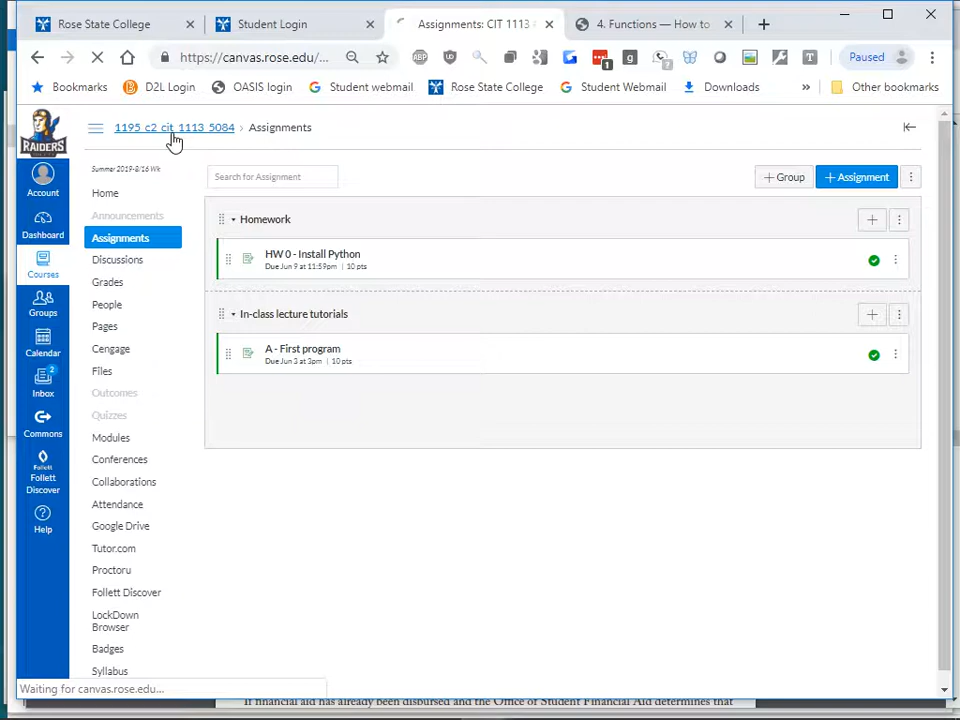 Rose State College
Student Login
Assignments: CIT 1113
4. Functions — How to
https://canvas.rose.edu/...
Paused
Bookmarks
D2L Login
OASIS login
Student webmail
Rose State College
Student Webmail
Downloads
»
Other bookmarks
RAIDERS
1195_c2_cit_1113_5084 › Assignments
Summer 2019-8/16 Wk
Search for Assignment
+ Group
+ Assignment
Account
Dashboard
Courses
Groups
Calendar
2
Inbox
Commons
Follett
Follett
Discover
Help
Home
Announcements
Assignments
Discussions
Grades
People
Pages
Cengage
Files
Outcomes
Quizzes
Modules
Conferences
Collaborations
Attendance
Google Drive
Tutor.com
Proctoru
Follett Discover
LockDown
Browser
Badges
Syllabus
Homework
HW 0 - Install Python
Due Jun 9 at 11:59pm | 10 pts
In-class lecture tutorials
A - First program
Due Jun 3 at 3pm | 10 pts
Waiting for canvas.rose.edu...
If financial aid has already been disbursed and the Office of Student Financial Aid determines that